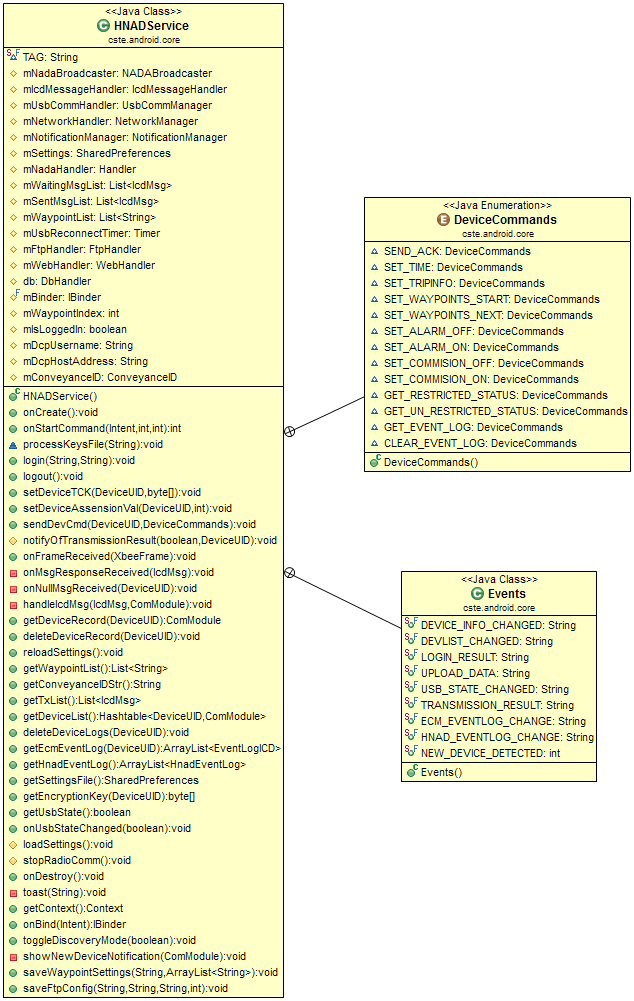 <<Java Class>>
HNADService
cste.android.core
TAG: String
mNadaBroadcaster: NADABroadcaster
mIcdMessageHandler: IcdMessageHandler
mUsbCommHandler: UsbCommManager
mNetworkHandler: NetworkManager
mNotificationManager: NotificationManager
mSettings: SharedPreferences
mNadaHandler: Handler
mWaitingMsgList: List<IcdMsg>
mSentMsgList: List<IcdMsg>
mWaypointList: List<String>
mUsbReconnectTimer: Timer
mFtpHandler: FtpHandler
mWebHandler: WebHandler
db: DbHandler
mBinder: IBinder
mWaypointIndex: int
mIsLoggedIn: boolean
mDcpUsername: String
mDcpHostAddress: String
mConveyanceID: ConveyanceID
HNADService()
onCreate():void
onStartCommand(Intent,int,int):int
processKeysFile(String):void
login(String,String):void
logout():void
setDeviceTCK(DeviceUID,byte[]):void
setDeviceAssensionVal(DeviceUID,int):void
sendDevCmd(DeviceUID,DeviceCommands):void
notifyOfTransmissionResult(boolean,DeviceUID):void
onFrameReceived(XbeeFrame):void
onMsgResponseReceived(IcdMsg):void
onNullMsgReceived(DeviceUID):void
handleIcdMsg(IcdMsg,ComModule):void
getDeviceRecord(DeviceUID):ComModule
deleteDeviceRecord(DeviceUID):void
reloadSettings():void
getWaypointList():List<String>
getConveyanceIDStr():String
getTxList():List<IcdMsg>
getDeviceList():Hashtable<DeviceUID,ComModule>
deleteDeviceLogs(DeviceUID):void
getEcmEventLog(DeviceUID):ArrayList<EventLogICD>
getHnadEventLog():ArrayList<HnadEventLog>
getSettingsFile():SharedPreferences
getEncryptionKey(DeviceUID):byte[]
getUsbState():boolean
onUsbStateChanged(boolean):void
loadSettings():void
stopRadioComm():void
onDestroy():void
toast(String):void
getContext():Context
onBind(Intent):IBinder
toggleDiscoveryMode(boolean):void
showNewDeviceNotification(ComModule):void
saveWaypointSettings(String,ArrayList<String>):void
saveFtpConfig(String,String,String,int):void
<<Java Enumeration>>
DeviceCommands
cste.android.core
SEND_ACK: DeviceCommands
SET_TIME: DeviceCommands
SET_TRIPINFO: DeviceCommands
SET_WAYPOINTS_START: DeviceCommands
SET_WAYPOINTS_NEXT: DeviceCommands
SET_ALARM_OFF: DeviceCommands
SET_ALARM_ON: DeviceCommands
SET_COMMISION_OFF: DeviceCommands
SET_COMMISION_ON: DeviceCommands
GET_RESTRICTED_STATUS: DeviceCommands
GET_UN_RESTRICTED_STATUS: DeviceCommands
GET_EVENT_LOG: DeviceCommands
CLEAR_EVENT_LOG: DeviceCommands
DeviceCommands()
<<Java Class>>
Events
cste.android.core
DEVICE_INFO_CHANGED: String
DEVLIST_CHANGED: String
LOGIN_RESULT: String
UPLOAD_DATA: String
USB_STATE_CHANGED: String
TRANSMISSION_RESULT: String
ECM_EVENTLOG_CHANGE: String
HNAD_EVENTLOG_CHANGE: String
NEW_DEVICE_DETECTED: int
Events()